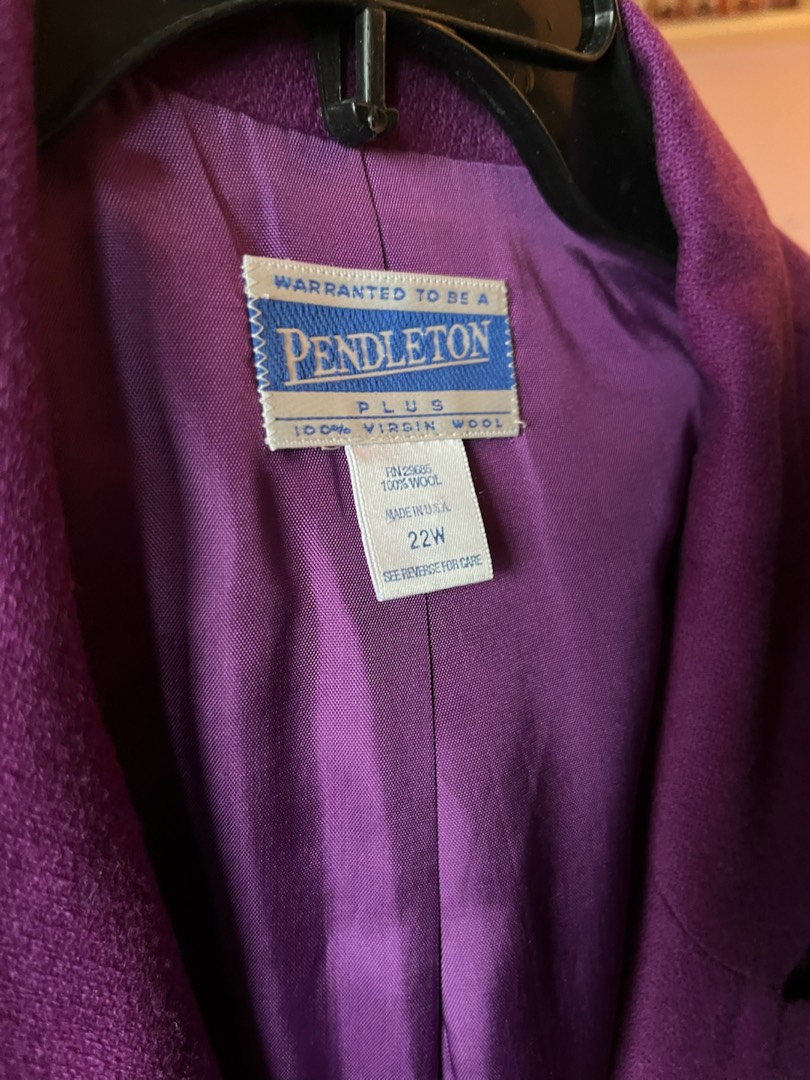 WARRANTED TO BE A
PENDLETON
PLUS
100% VIRGIN WOOL
RN 29685
100% WOOL
MADE IN U.S.A.
22W
SEE REVERSE FOR CARE